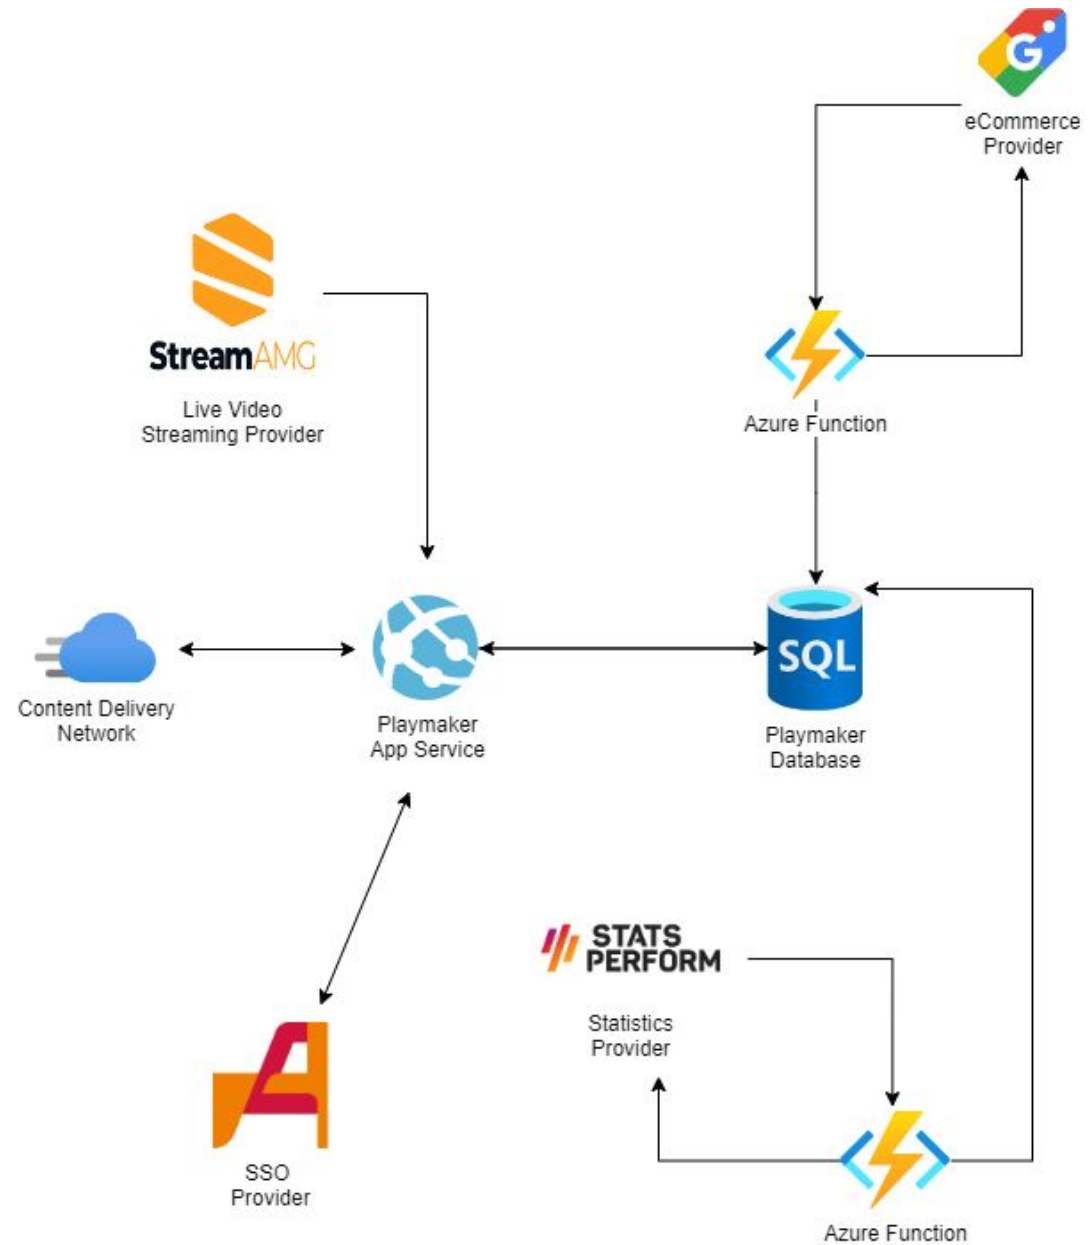 G
eCommerce
Provider
StreamAMG
Live Video
Streaming Provider
Azure Function
SQL
Content Delivery
Network
Playmaker
App Service
Playmaker
Database
STATS
PERFORM
Statistics
Provider
SSO
Provider
Azure Function